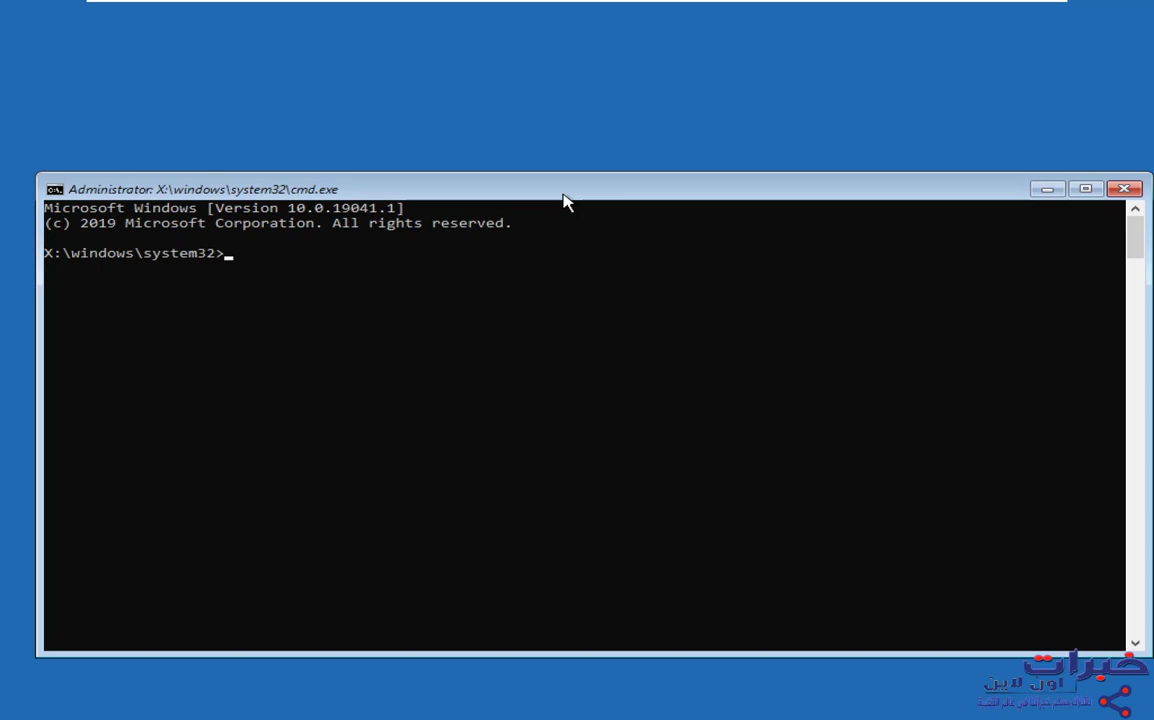 Administrator: X:\windows\system32\cmd.exe
Microsoft Windows [Version 10.0.19041.1]
(c) 2019 Microsoft Corporation. All rights reserved.
X:\windows\system32>
خبرات
اون لاين